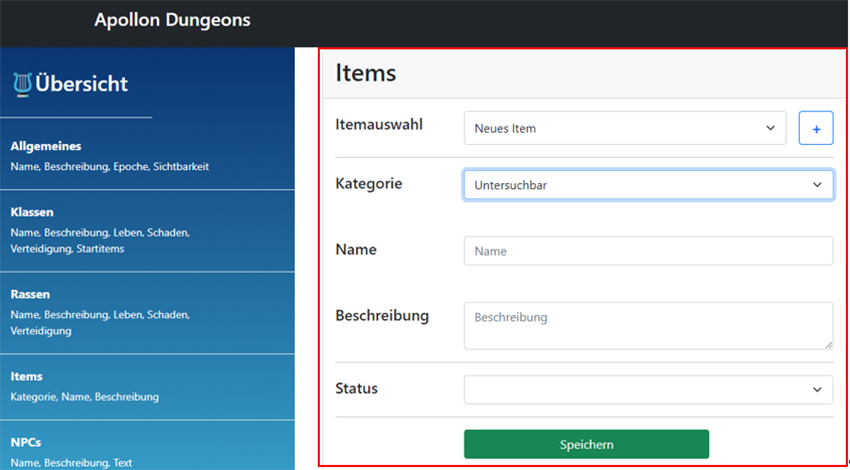 Apollon Dungeons
Übersicht
Allgemeines
Name, Beschreibung, Epoche, Sichtbarkeit
Klassen
Name, Beschreibung, Leben, Schaden,
Verteidigung, Startitems
Rassen
Name, Beschreibung, Leben, Schaden,
Verteidigung
Items
Kategorie, Name, Beschreibung
NPCs
Name, Beschreibung, Text
Items
Itemauswahl
Neues Item
+
Kategorie
Untersuchbar
Name
Name
Beschreibung
Beschreibung
Status
Speichern